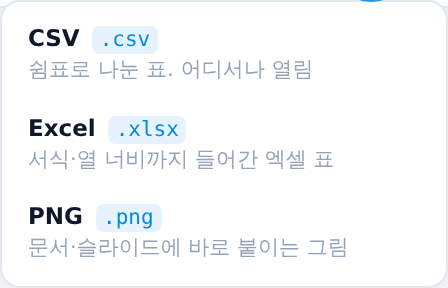 CSV .csv
쉼표로 나눈 표. 어디서나 열림
Excel .xlsx
서식·열 너비까지 들어간 엑셀 표
PNG .png
문서·슬라이드에 바로 붙이는 그림